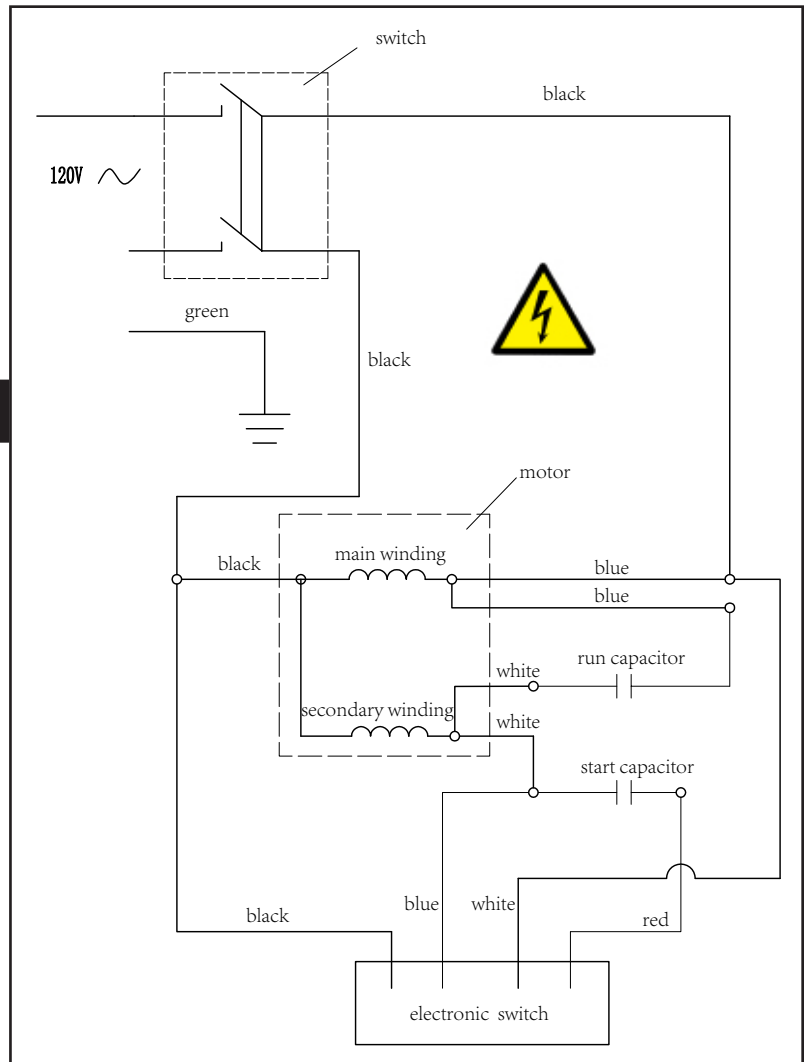 switch
black
120V
green
black
motor
black
main winding
blue
blue
white
run capacitor
secondary winding
white
start capacitor
blue
white
black
red
electronic switch